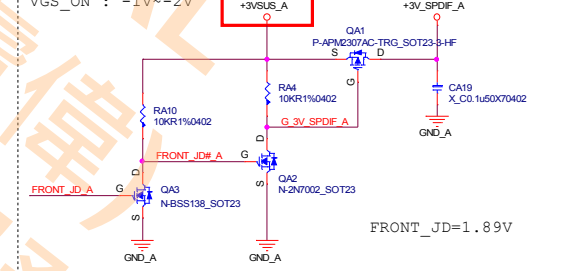 VGS_ON : -1V~-2V
+3VSUS_A
+3V_SPDIF_A
QA1
P-APM2307AC-TRG_SOT23-3-HF
S
D
G
RA4
10KR1%0402
CA19
X_C0.1u50X70402
RA10
10KR1%0402
G_3V_SPDIF_A
GND_A
D
FRONT_JD#_A
G
QA2
N-2N7002_SOT23
S
D
FRONT_JD_A
G
QA3
N-BSS138_SOT23
S
FRONT_JD=1.89V
GND_A
GND_A